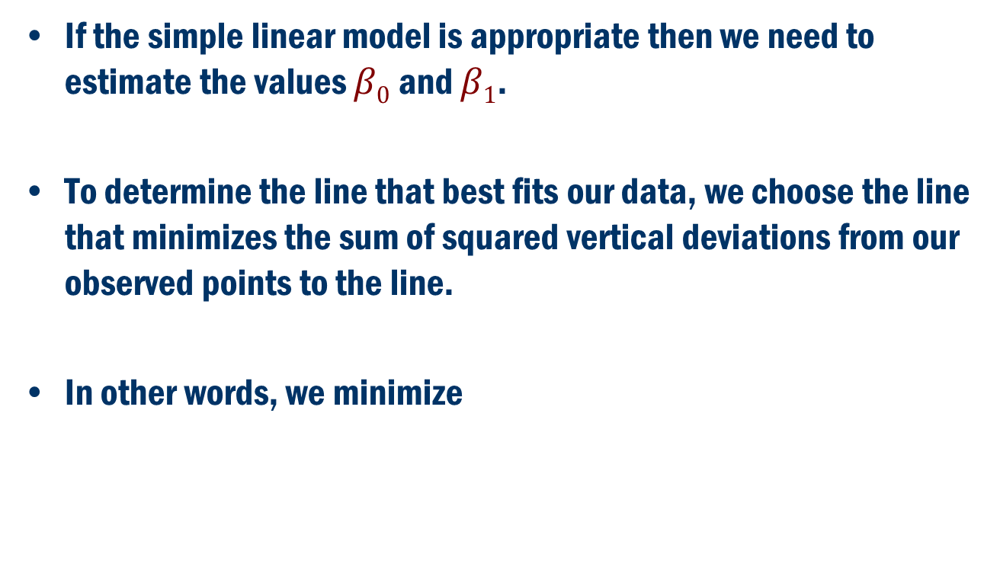 • If the simple linear model is appropriate then we need to
estimate the values β₀ and β₁.
• To determine the line that best fits our data, we choose the line
that minimizes the sum of squared vertical deviations from our
observed points to the line.
• In other words, we minimize